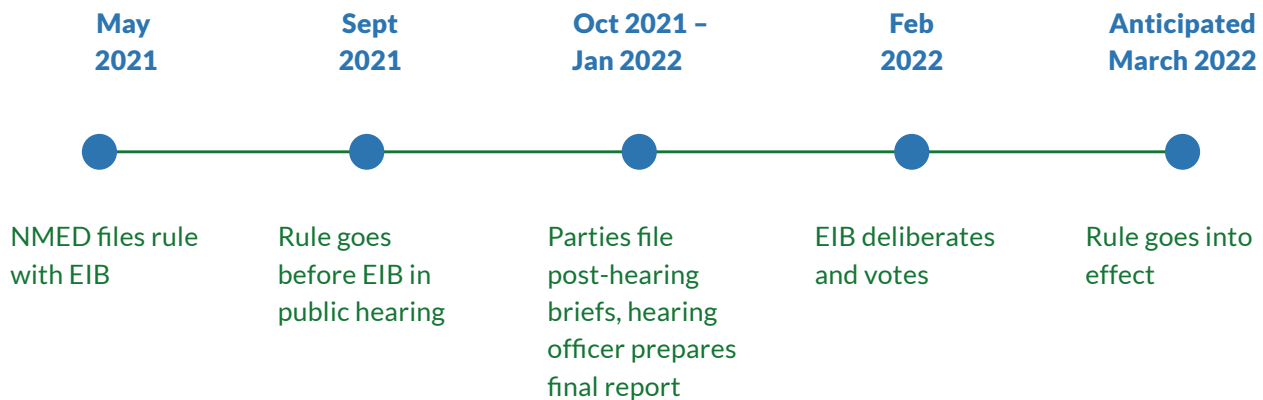 May
2021
Sept
2021
Oct 2021 –
Jan 2022
Feb
2022
Anticipated
March 2022
NMED files rule
with EIB
Rule goes
before EIB in
public hearing
Parties file
post-hearing
briefs, hearing
officer prepares
final report
EIB deliberates
and votes
Rule goes into
effect